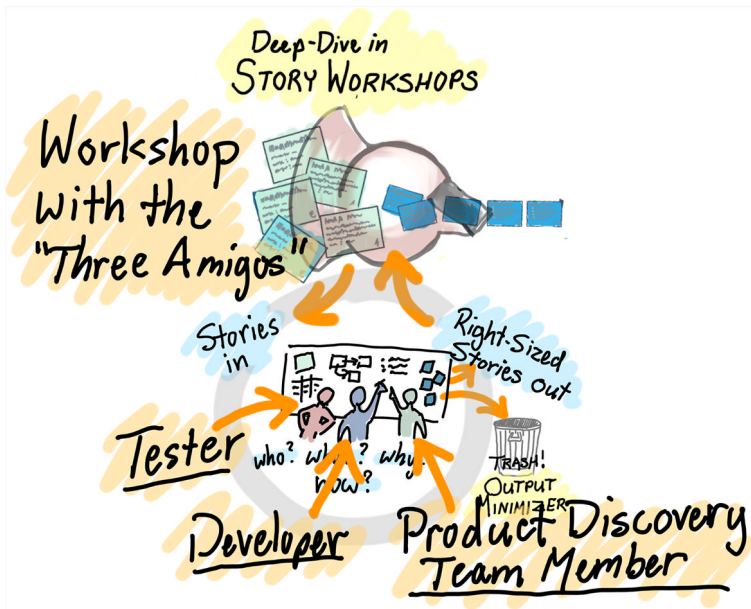 Deep-Dive in
STORY WORKSHOPS
Workshop
with the
"Three Amigos"
Stories
in
Right-Sized
Stories Out
Tester
who?
why?
how?
TRASH!
OUTPUT
MINIMIZER
Developer
Product Discovery
Team Member